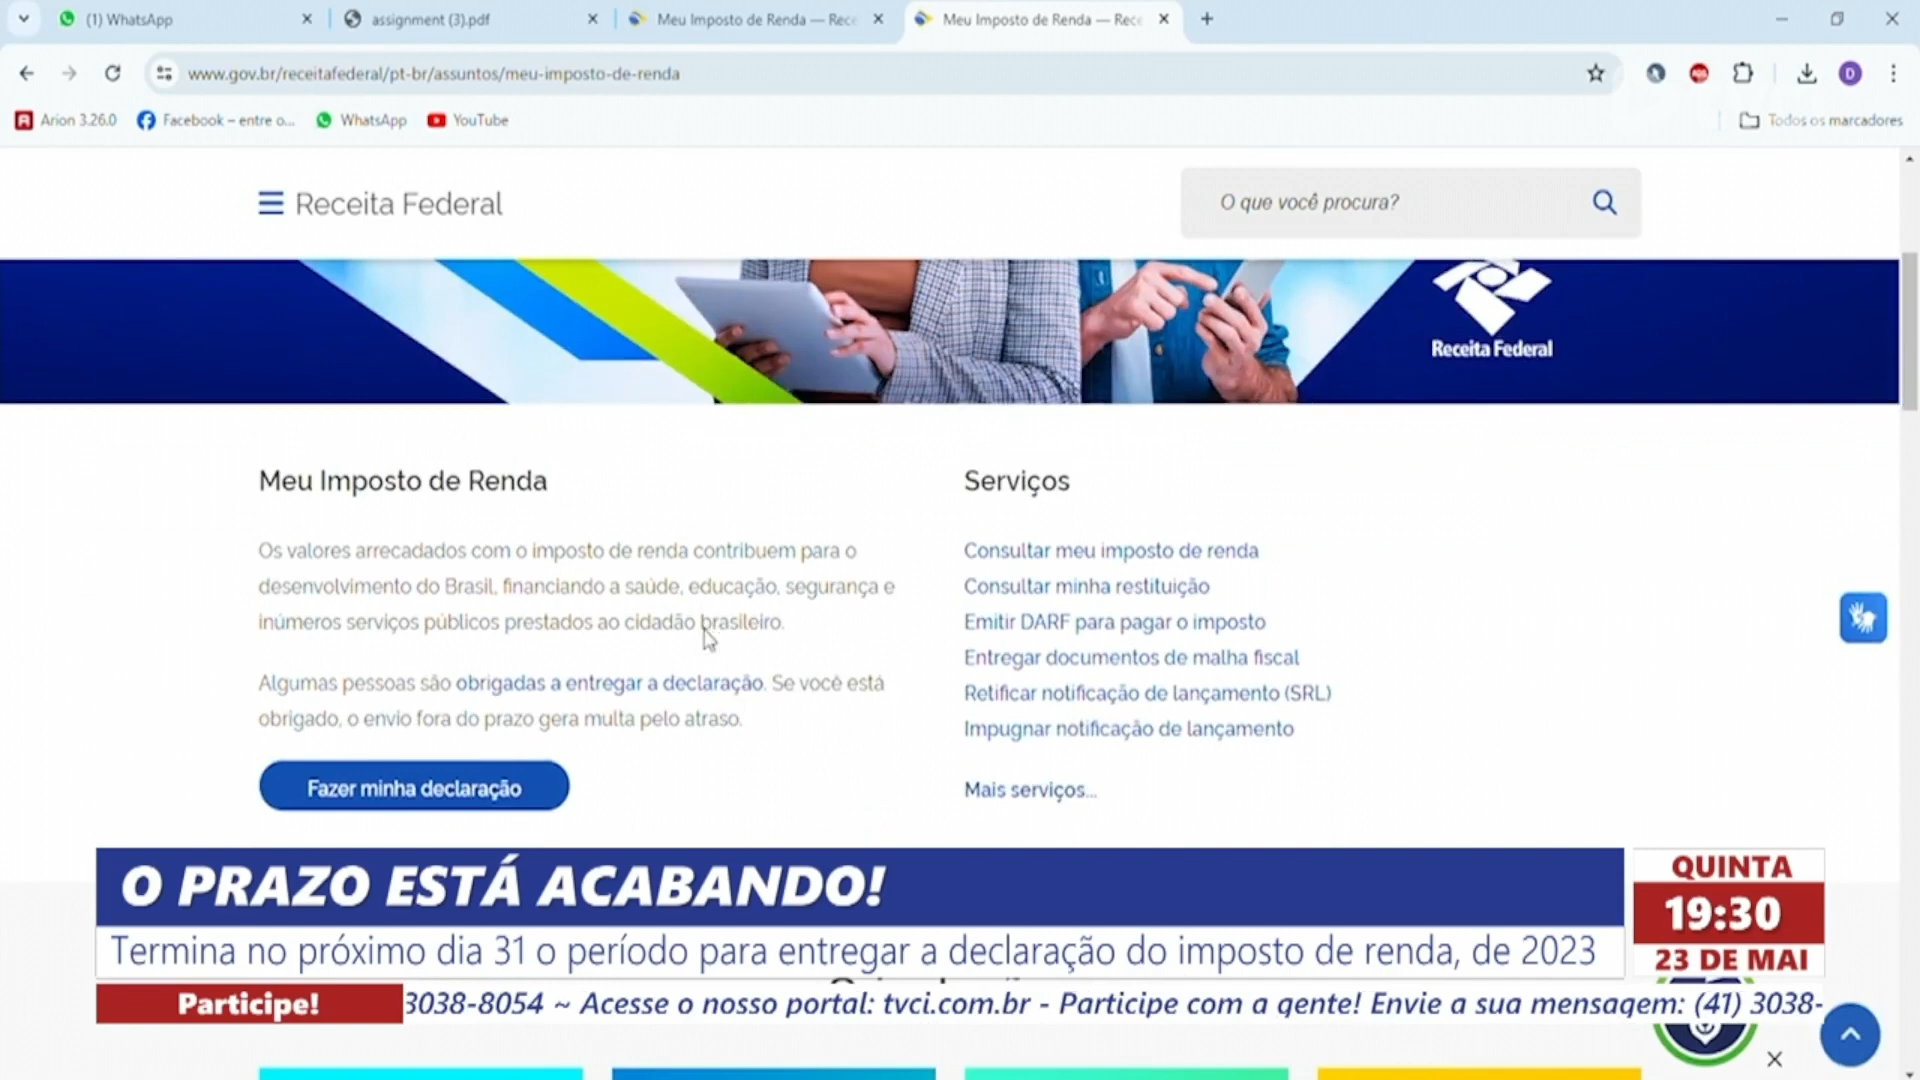 (1) WhatsApp
assignment (3).pdf
Meu Imposto de Renda — Rece
Meu Imposto de Renda — Rece
www.gov.br/receitafederal/pt-br/assuntos/meu-imposto-de-renda
D
Arion 3.26.0
Facebook – entre o...
WhatsApp
YouTube
Todos os marcadores
Receita Federal
O que você procura?
Receita Federal
Meu Imposto de Renda
Os valores arrecadados com o imposto de renda contribuem para o
desenvolvimento do Brasil, financiando a saúde, educação, segurança e
inúmeros serviços públicos prestados ao cidadão brasileiro.
Algumas pessoas são obrigadas a entregar a declaração. Se você está
obrigado, o envio fora do prazo gera multa pelo atraso.
Fazer minha declaração
Serviços
Consultar meu imposto de renda
Consultar minha restituição
Emitir DARF para pagar o imposto
Entregar documentos de malha fiscal
Retificar notificação de lançamento (SRL)
Impugnar notificação de lançamento
Mais serviços...
O PRAZO ESTÁ ACABANDO!
Termina no próximo dia 31 o período para entregar a declaração do imposto de renda, de 2023
QUINTA
19:30
23 DE MAI
Participe!
3038-8054 ~ Acesse o nosso portal: tvci.com.br - Participe com a gente! Envie a sua mensagem: (41) 3038-